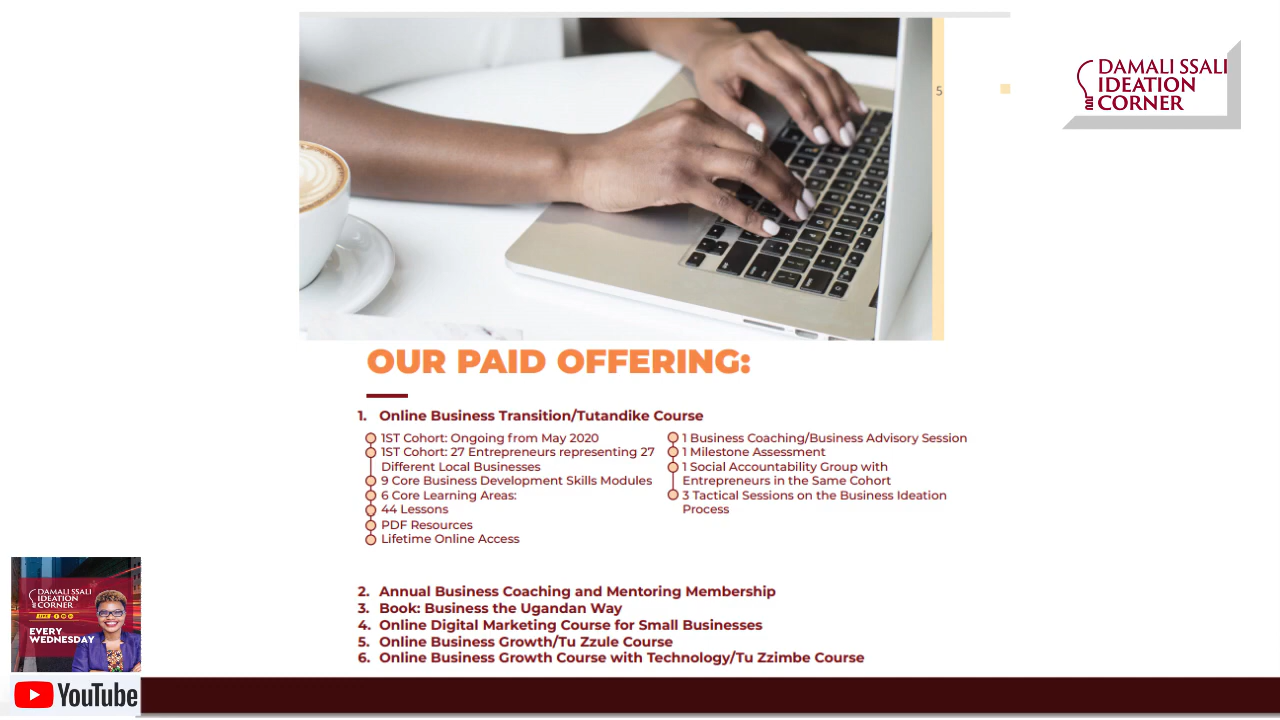 5
DAMALI SSALI
IDEATION
CORNER
OUR PAID OFFERING:
1. Online Business Transition/Tutandike Course
1ST Cohort: Ongoing from May 2020
1ST Cohort: 27 Entrepreneurs representing 27
Different Local Businesses
9 Core Business Development Skills Modules
6 Core Learning Areas:
44 Lessons
PDF Resources
Lifetime Online Access
1 Business Coaching/Business Advisory Session
1 Milestone Assessment
1 Social Accountability Group with
Entrepreneurs in the Same Cohort
3 Tactical Sessions on the Business Ideation
Process
2. Annual Business Coaching and Mentoring Membership
3. Book: Business the Ugandan Way
4. Online Digital Marketing Course for Small Businesses
5. Online Business Growth/Tu Zzule Course
6. Online Business Growth Course with Technology/Tu Zzimbe Course
DAMALI SSALI
IDEATION
CORNER
LIVE
EVERY
WEDNESDAY
YouTube